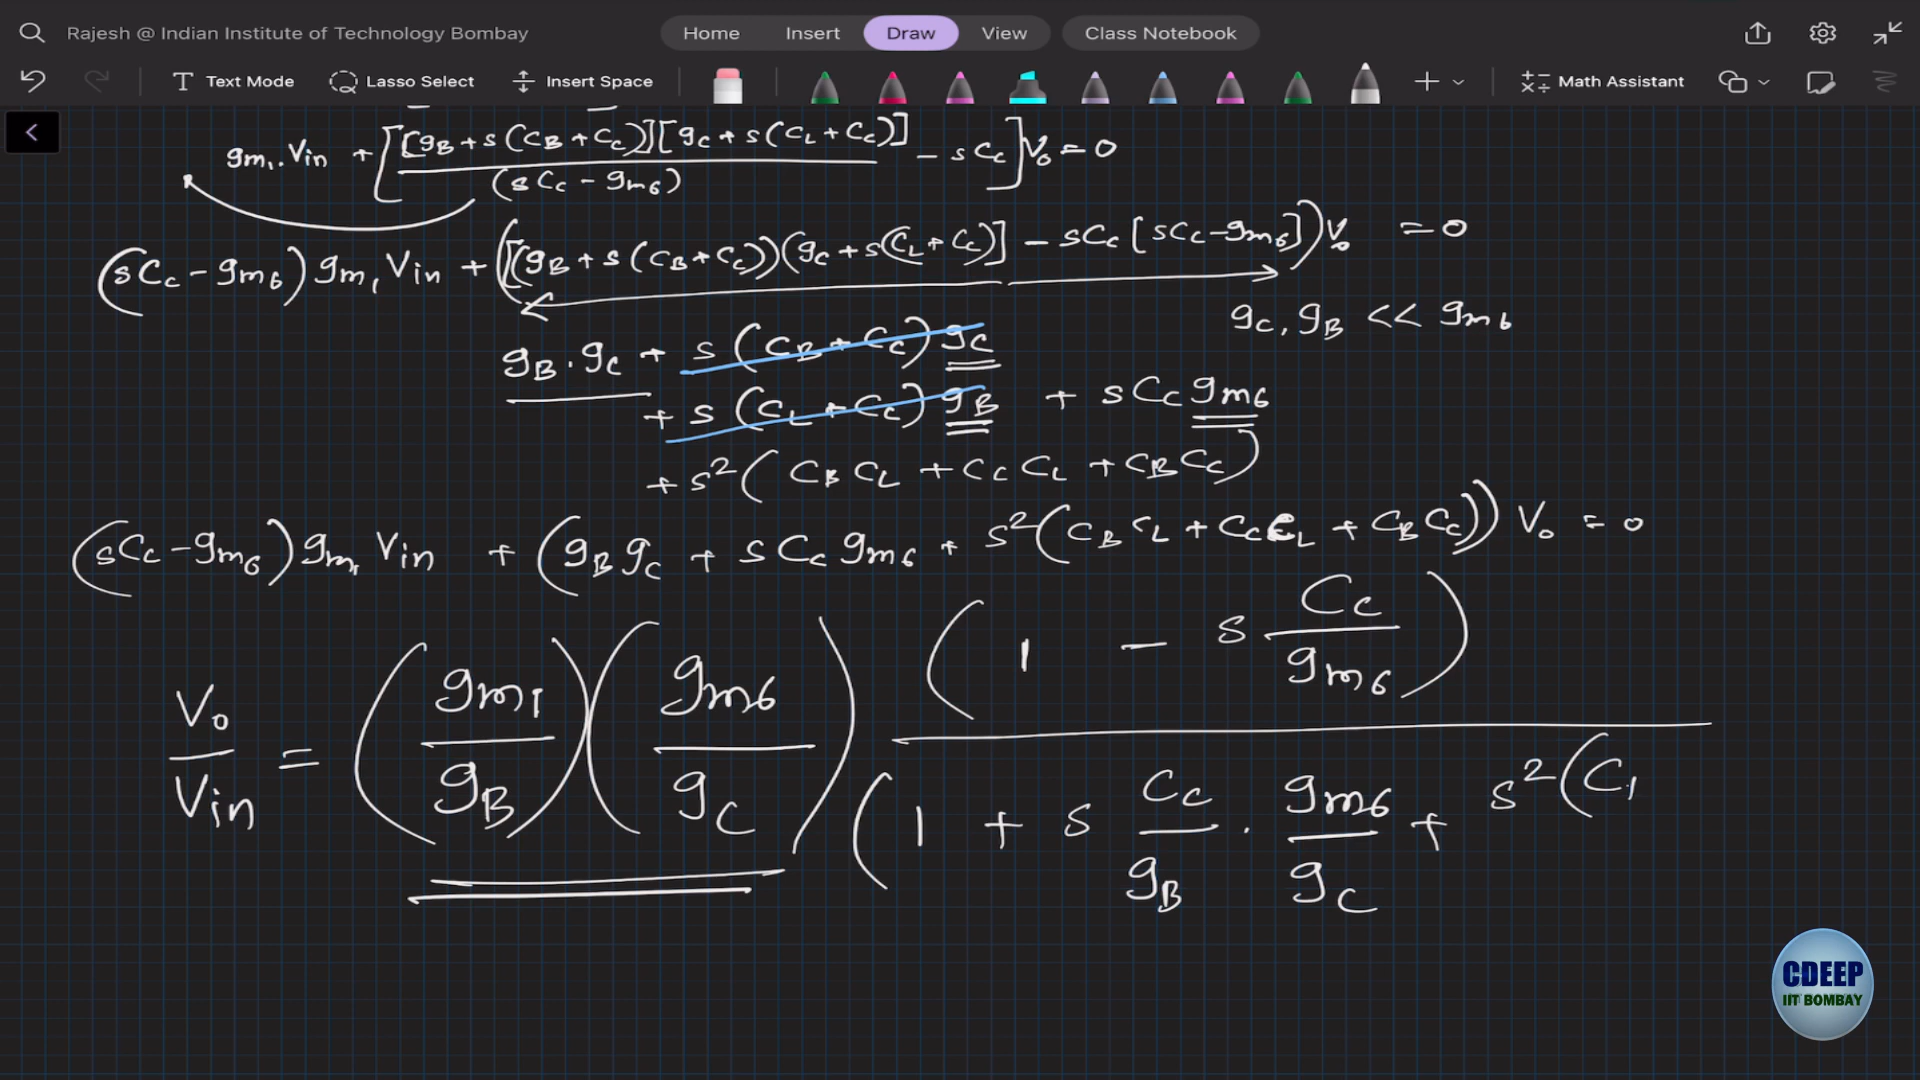 Rajesh @ Indian Institute of Technology Bombay
Home Insert Draw View Class Notebook
Text Mode Lasso Select Insert Space Math Assistant
gm₁.Vin + [[gB + s(CB + Cc)][gc + s(CL + Cc)] / (sCc - gm6) - sCc]Vo = 0
(sCc - gm6) gm₁ Vin + ([(gB + s(CB + Cc))(gc + s(CL + Cc)] - sCc[sCc - gm6])Vo = 0
gc, gB << gm6
gB . gc + s(CB + Cc) gc
+ s(CL + Cc) gB + sCc gm6
+ s²(CB CL + Cc CL + CB Cc)
(sCc - gm6) gm₁ Vin + (gB gc + sCc gm6 + s²(CB CL + Cc CL + CB Cc)) Vo = 0
Vo / Vin = (gm1 / gB)(gm6 / gc) (1 - s Cc / gm6) / (1 + s Cc / gB . gm6 / gc + s²(C1
CDEEP
IIT BOMBAY